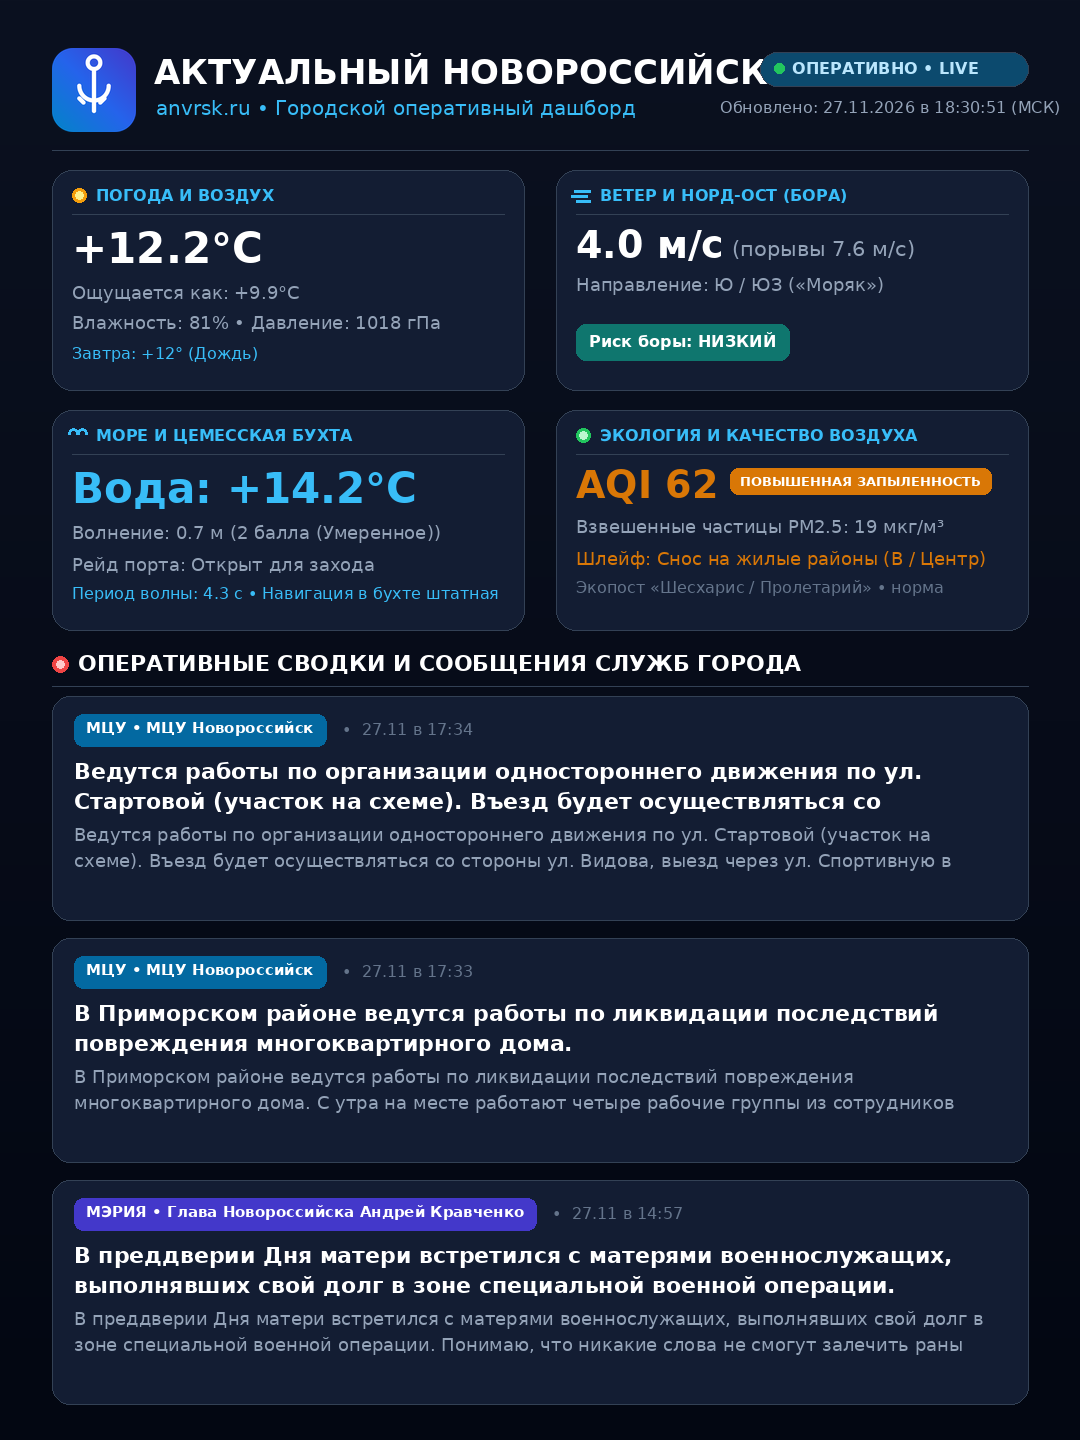 АКТУАЛЬНЫЙ НОВОРОССИЙСК
ОПЕРАТИВНО • LIVE
anvrsk.ru • Городской оперативный дашборд
Обновлено: 27.11.2026 в 18:30:51 (МСК)
ПОГОДА И ВОЗДУХ
+12.2°C
Ощущается как: +9.9°C
Влажность: 81% • Давление: 1018 гПа
Завтра: +12° (Дождь)
ВЕТЕР И НОРД-ОСТ (БОРА)
4.0 м/с (порывы 7.6 м/с)
Направление: Ю / ЮЗ («Моряк»)
Риск боры: НИЗКИЙ
МОРЕ И ЦЕМЕССКАЯ БУХТА
Вода: +14.2°C
Волнение: 0.7 м (2 балла (Умеренное))
Рейд порта: Открыт для захода
Период волны: 4.3 с • Навигация в бухте штатная
ЭКОЛОГИЯ И КАЧЕСТВО ВОЗДУХА
AQI 62 ПОВЫШЕННАЯ ЗАПЫЛЕННОСТЬ
Взвешенные частицы PM2.5: 19 мкг/м³
Шлейф: Снос на жилые районы (В / Центр)
Экопост «Шесхарис / Пролетарий» • норма
ОПЕРАТИВНЫЕ СВОДКИ И СООБЩЕНИЯ СЛУЖБ ГОРОДА
МЦУ • МЦУ Новороссийск • 27.11 в 17:34
Ведутся работы по организации одностороннего движения по ул.
Стартовой (участок на схеме). Въезд будет осуществляться со
Ведутся работы по организации одностороннего движения по ул. Стартовой (участок на
схеме). Въезд будет осуществляться со стороны ул. Видова, выезд через ул. Спортивную в
МЦУ • МЦУ Новороссийск • 27.11 в 17:33
В Приморском районе ведутся работы по ликвидации последствий
повреждения многоквартирного дома.
В Приморском районе ведутся работы по ликвидации последствий повреждения
многоквартирного дома. С утра на месте работают четыре рабочие группы из сотрудников
МЭРИЯ • Глава Новороссийска Андрей Кравченко • 27.11 в 14:57
В преддверии Дня матери встретился с матерями военнослужащих,
выполнявших свой долг в зоне специальной военной операции.
В преддверии Дня матери встретился с матерями военнослужащих, выполнявших свой долг в
зоне специальной военной операции. Понимаю, что никакие слова не смогут залечить раны